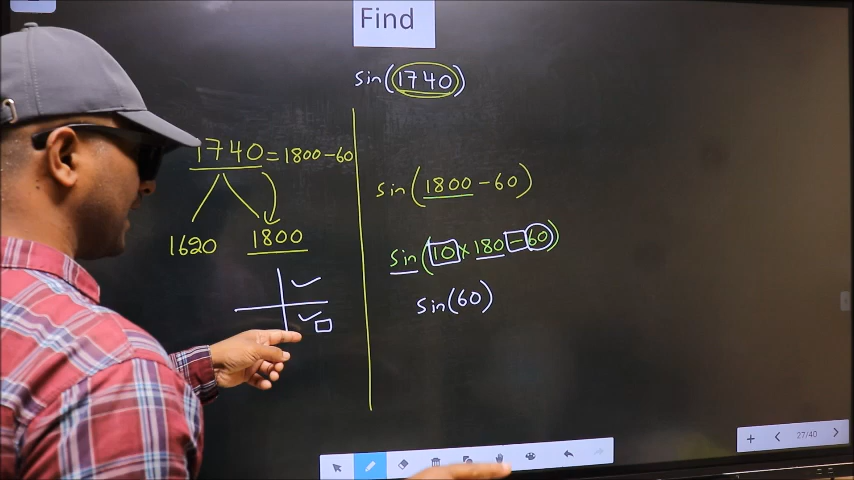 Find
sin(1740)
1740 = 1800 - 60
1620 1800
sin(1800 - 60)
sin(10 × 180 - 60)
sin(60)
27/40